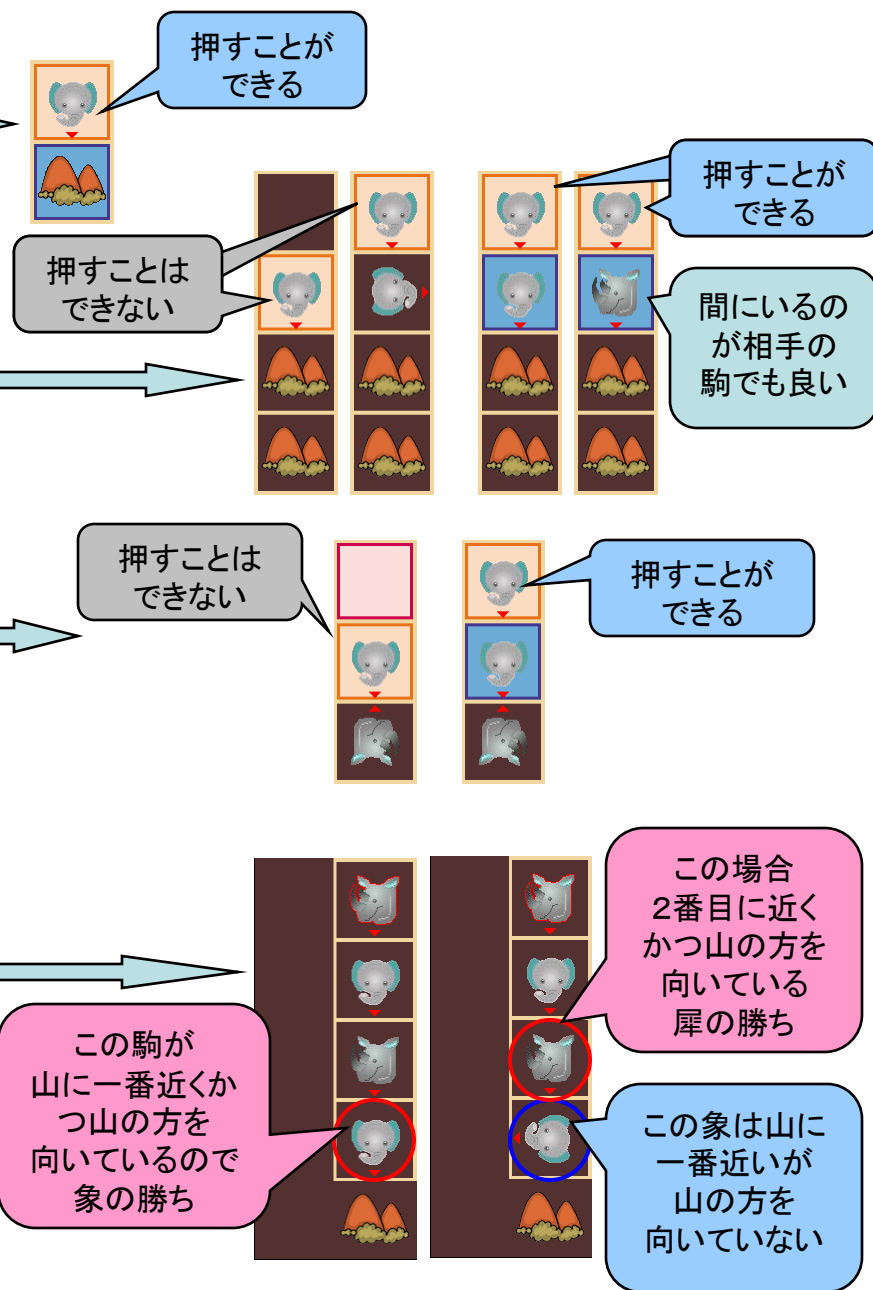 押すことが
できる
押すことが
できる
押すことは
できない
間にいるの
が相手の
駒でも良い
押すことは
できない
押すことが
できる
この場合
２番目に近く
かつ山の方を
向いている
犀の勝ち
この駒が
山に一番近くか
つ山の方を
向いているので
象の勝ち
この象は山に
一番近いが
山の方を
向いていない